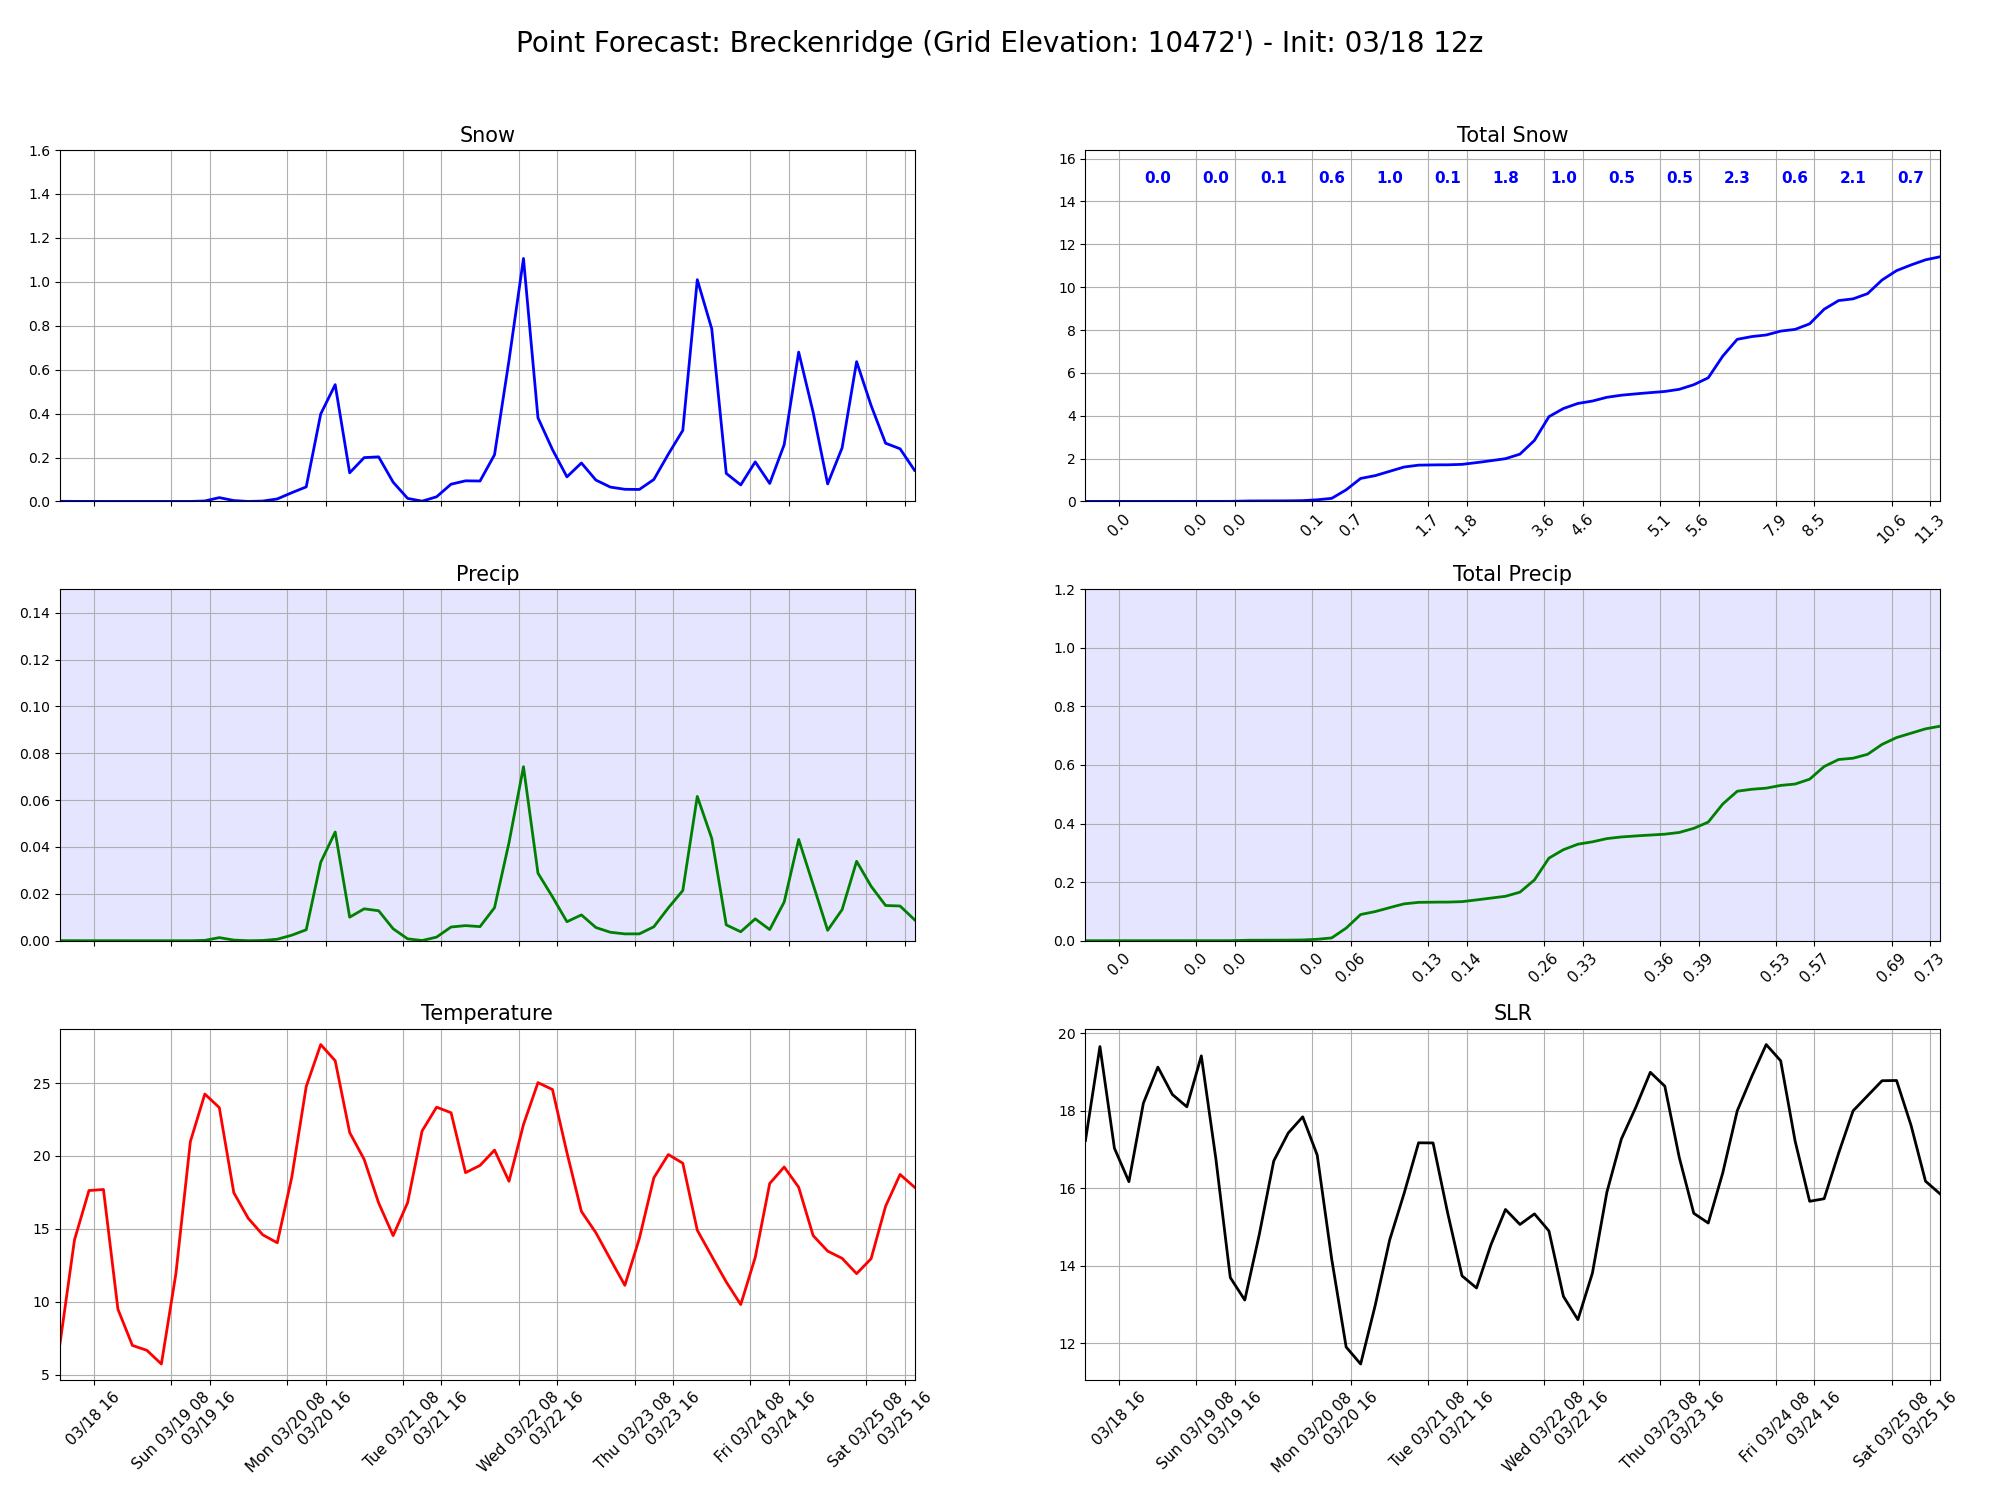 Point Forecast: Breckenridge (Grid Elevation: 10472') - Init: 03/18 12z
Snow
1.6
1.4
1.2
1.0
0.8
0.6
0.4
0.2
0.0
Total Snow
16
14
12
10
8
6
4
2
0
0.0 0.0 0.1 0.6 1.0 0.1 1.8 1.0 0.5 0.5 2.3 0.6 2.1 0.7
0.0 0.0 0.0 0.1 0.7 1.7 1.8 3.6 4.6 5.1 5.6 7.9 8.5 10.6 11.3
Precip
0.14
0.12
0.10
0.08
0.06
0.04
0.02
0.00
Total Precip
1.2
1.0
0.8
0.6
0.4
0.2
0.0
0.0 0.0 0.0 0.0 0.06 0.13 0.14 0.26 0.33 0.36 0.39 0.53 0.57 0.69 0.73
Temperature
25
20
15
10
5
03/18 16
Sun 03/19 08
03/19 16
Mon 03/20 08
03/20 16
Tue 03/21 08
03/21 16
Wed 03/22 08
03/22 16
Thu 03/23 08
03/23 16
Fri 03/24 08
03/24 16
Sat 03/25 08
03/25 16
SLR
20
18
16
14
12
03/18 16
Sun 03/19 08
03/19 16
Mon 03/20 08
03/20 16
Tue 03/21 08
03/21 16
Wed 03/22 08
03/22 16
Thu 03/23 08
03/23 16
Fri 03/24 08
03/24 16
Sat 03/25 08
03/25 16